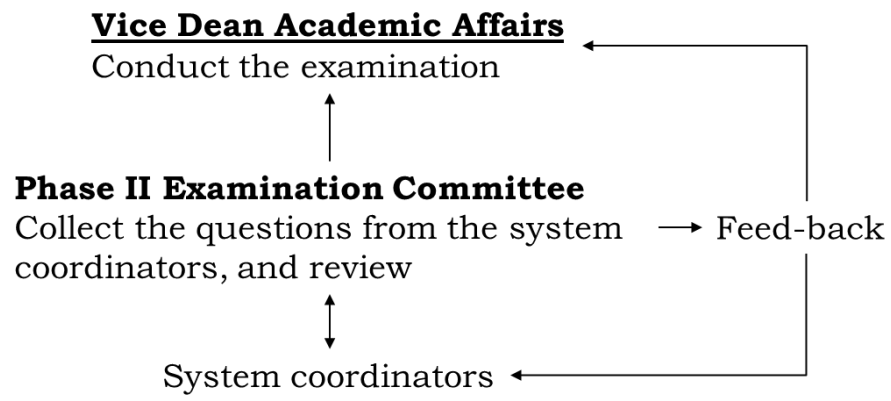 Vice Dean Academic Affairs
Conduct the examination
Phase II Examination Committee
Collect the questions from the system
coordinators, and review
Feed-back
System coordinators